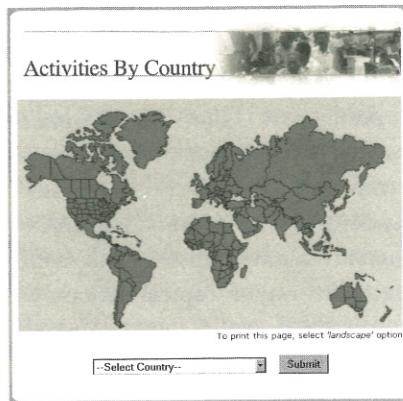 Activities By Country
To print this page, select 'landscape' option
--Select Country--
Submit